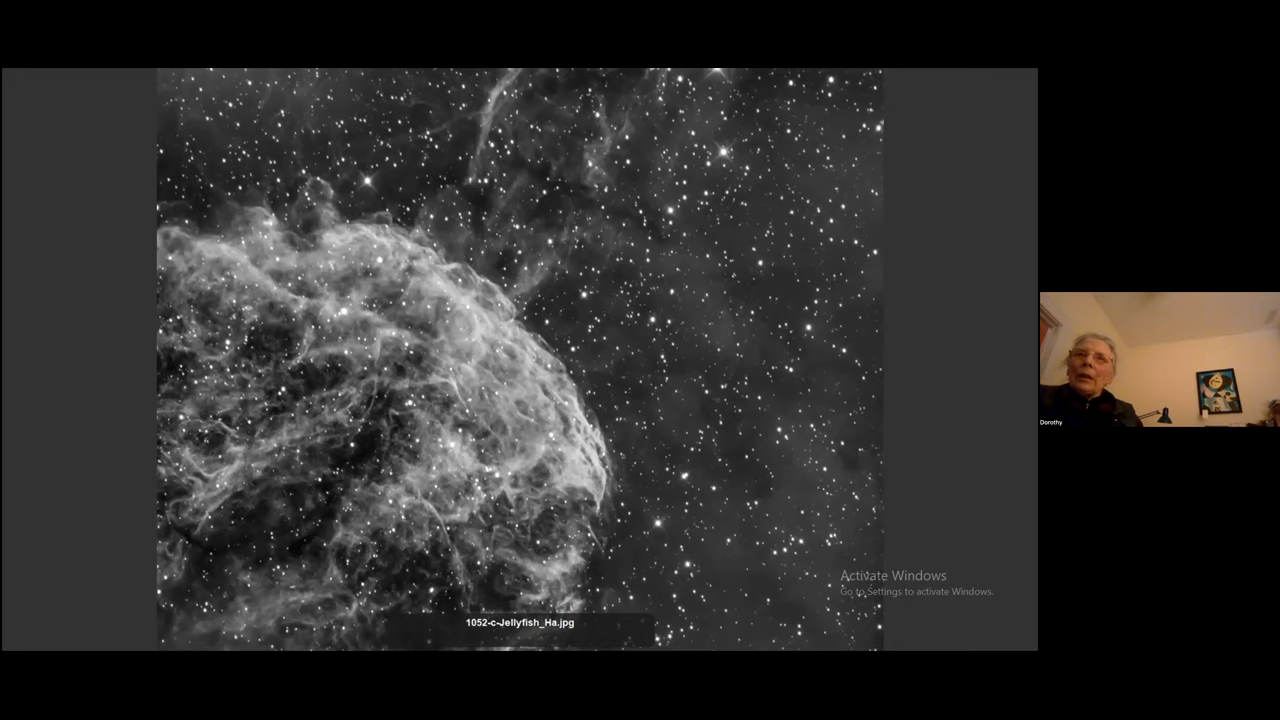 Dorothy
Activate Windows
Go to Settings to activate Windows.
1052-c-Jellyfish_Ha.jpg